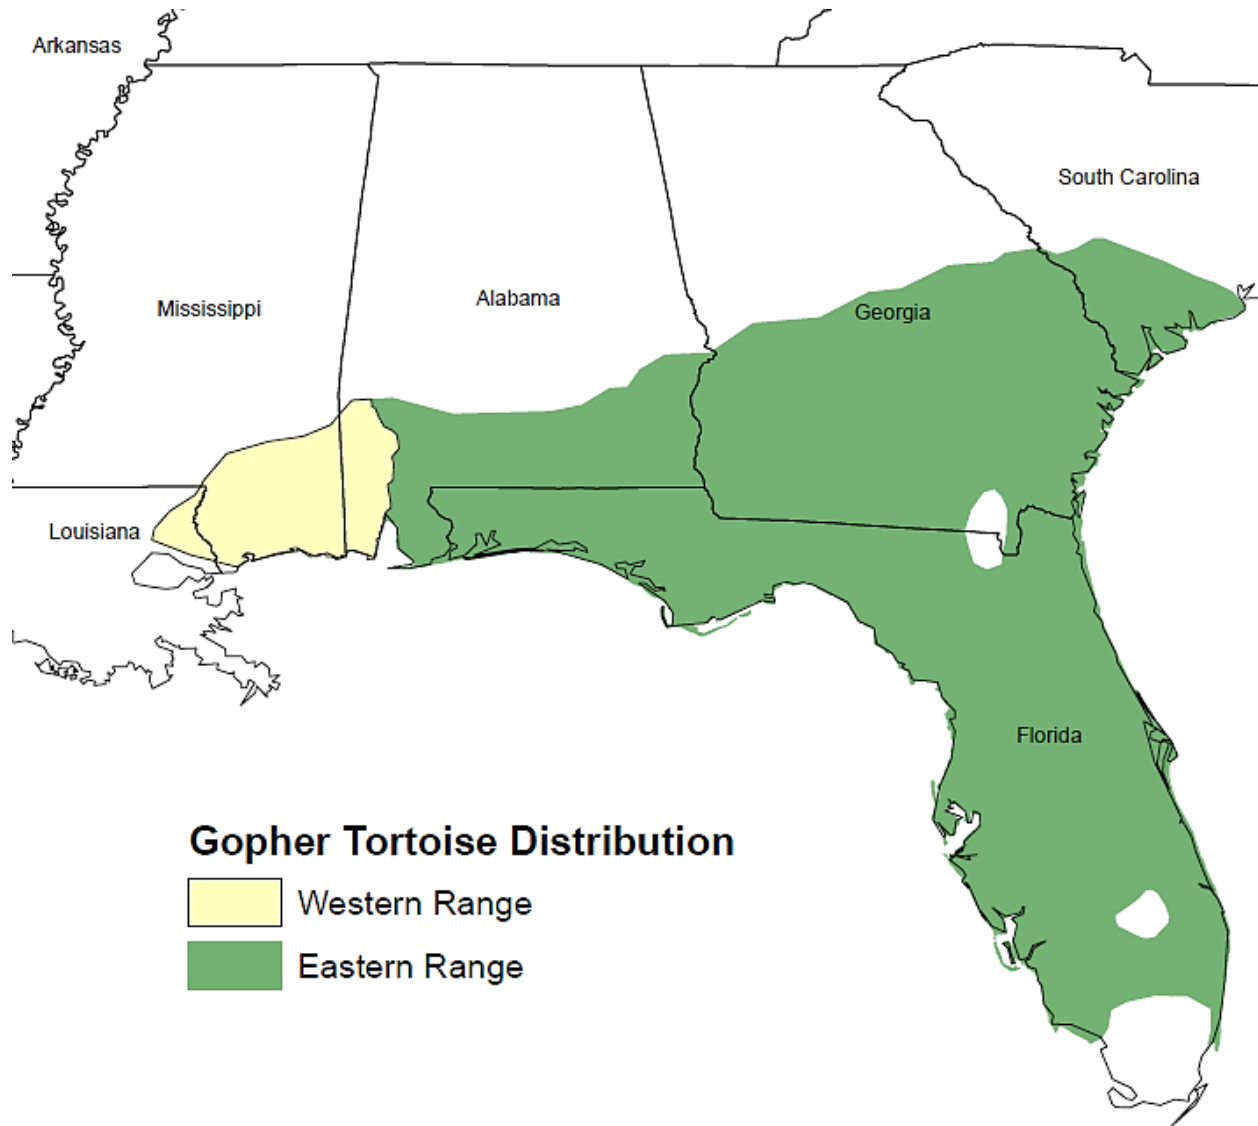 Arkansas
South Carolina
Mississippi
Alabama
Georgia
Louisiana
Florida
Gopher Tortoise Distribution
Western Range
Eastern Range